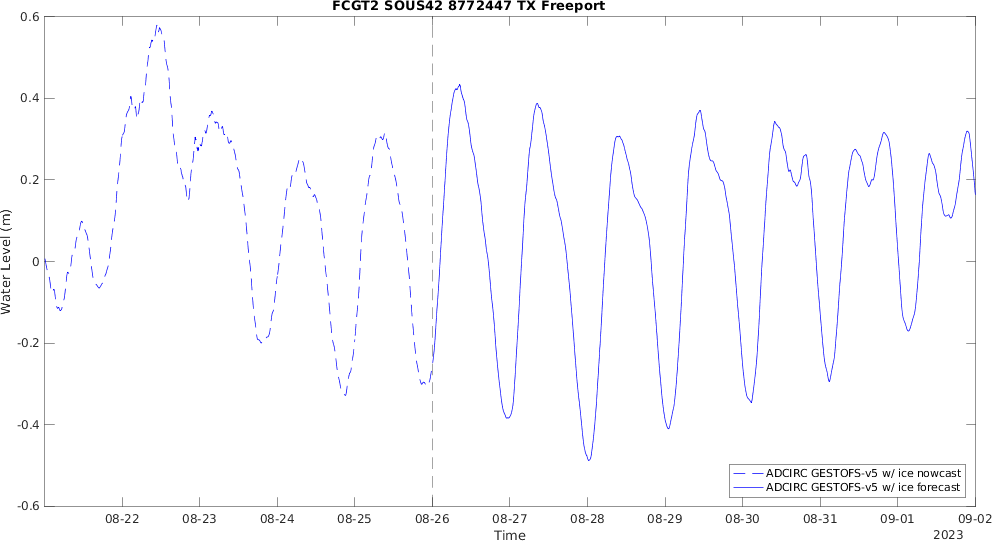 FCGT2 SOUS42 8772447 TX Freeport
0.6
0.4
0.2
0
-0.2
-0.4
-0.6
Water Level (m)
ADCIRC GESTOFS-v5 w/ ice nowcast
ADCIRC GESTOFS-v5 w/ ice forecast
08-22 08-23 08-24 08-25 08-26 08-27 08-28 08-29 08-30 08-31 09-01 09-02
Time
2023